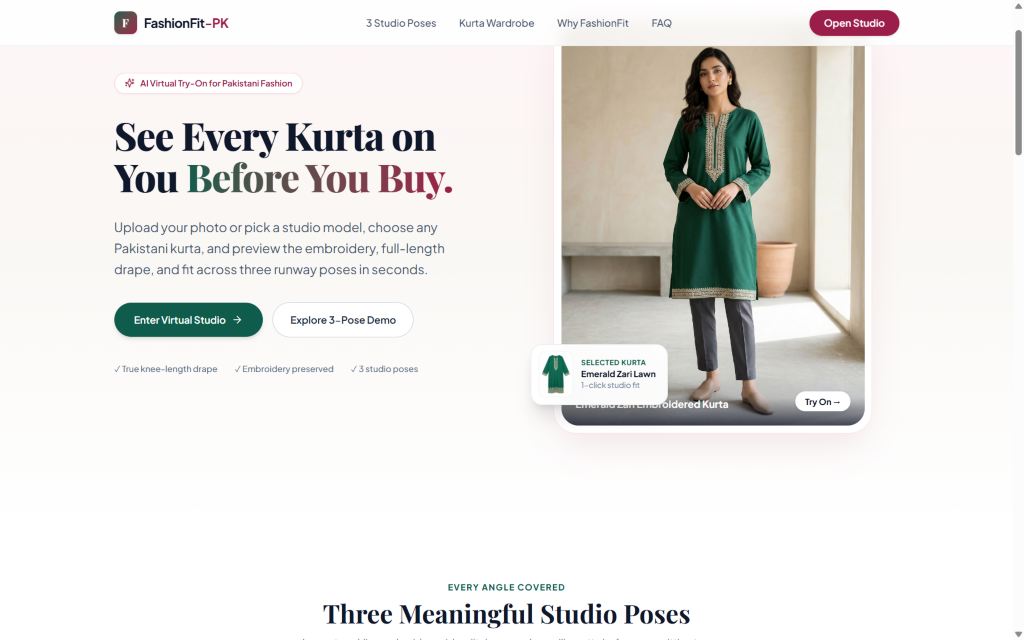 F
FashionFit-PK
3 Studio Poses
Kurta Wardrobe
Why FashionFit
FAQ
Open Studio
AI Virtual Try-On for Pakistani Fashion
See Every Kurta on
You Before You Buy.
Upload your photo or pick a studio model, choose any
Pakistani kurta, and preview the embroidery, full-length
drape, and fit across three runway poses in seconds.
Enter Virtual Studio →
Explore 3-Pose Demo
✓ True knee-length drape
✓ Embroidery preserved
✓ 3 studio poses
SELECTED KURTA
Emerald Zari Lawn
1-click studio fit
Emerald Zari Embroidered Kurta
Try On →
EVERY ANGLE COVERED
Three Meaningful Studio Poses